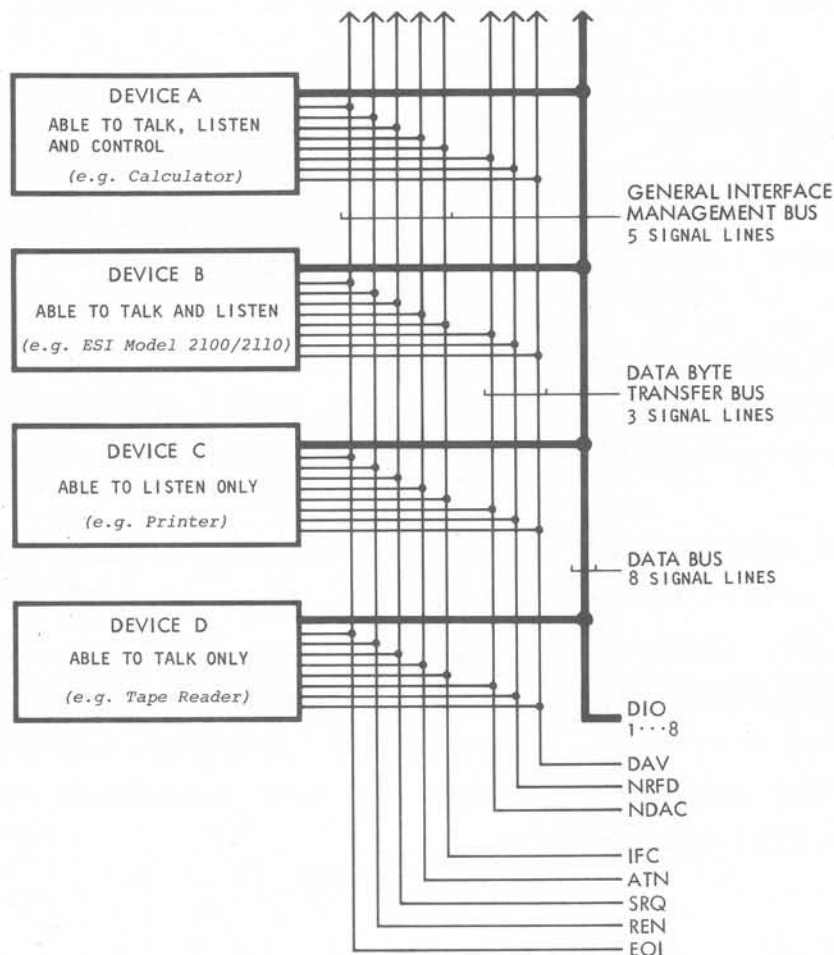 DEVICE A
ABLE TO TALK, LISTEN
AND CONTROL
(e.g. Calculator)
GENERAL INTERFACE
MANAGEMENT BUS
5 SIGNAL LINES
DEVICE B
ABLE TO TALK AND LISTEN
(e.g. ESI Model 2100/2110)
DATA BYTE
TRANSFER BUS
3 SIGNAL LINES
DEVICE C
ABLE TO LISTEN ONLY
(e.g. Printer)
DATA BUS
8 SIGNAL LINES
DEVICE D
ABLE TO TALK ONLY
(e.g. Tape Reader)
DIO
1···8
DAV
NRFD
NDAC
IFC
ATN
SRQ
REN
EOI